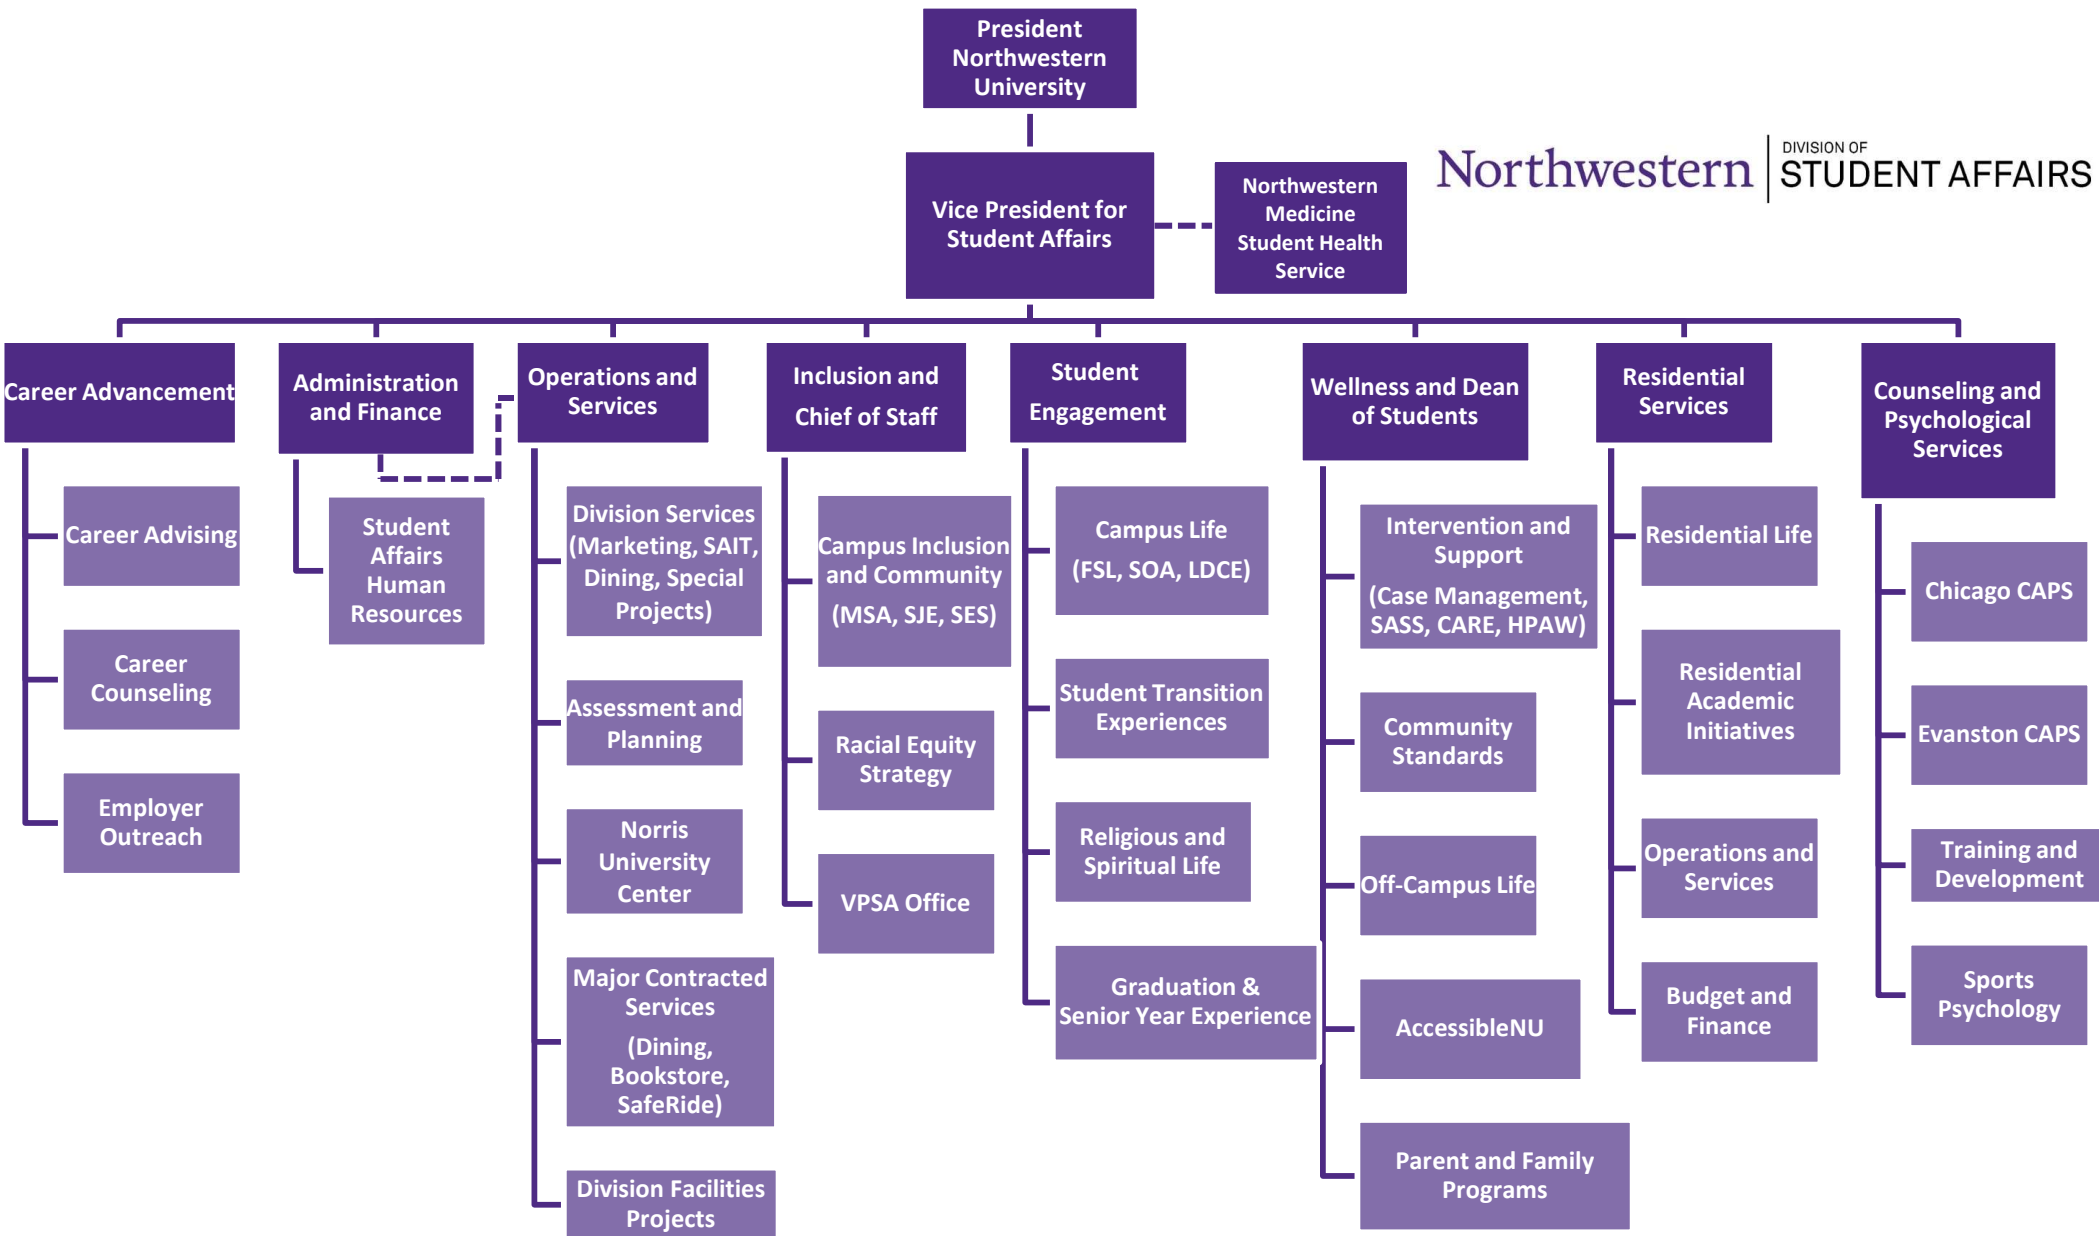 President
Northwestern
University
Northwestern
DIVISION OF
STUDENT AFFAIRS
Vice President for
Student Affairs
Northwestern
Medicine
Student Health
Service
Career Advancement
Career Advising
Career
Counseling
Employer
Outreach
Administration
and Finance
Student
Affairs
Human
Resources
Operations and
Services
Division Services
(Marketing, SAIT,
Dining, Special
Projects)
Assessment and
Planning
Norris
University
Center
Major Contracted
Services
(Dining,
Bookstore,
SafeRide)
Division Facilities
Projects
Inclusion and
Chief of Staff
Campus Inclusion
and Community
(MSA, SJE, SES)
Racial Equity
Strategy
VPSA Office
Student
Engagement
Campus Life
(FSL, SOA, LDCE)
Student Transition
Experiences
Religious and
Spiritual Life
Graduation &
Senior Year Experience
Wellness and Dean
of Students
Intervention and
Support
(Case Management,
SASS, CARE, HPAW)
Community
Standards
Off-Campus Life
AccessibleNU
Parent and Family
Programs
Residential
Services
Residential Life
Residential
Academic
Initiatives
Operations and
Services
Budget and
Finance
Counseling and
Psychological
Services
Chicago CAPS
Evanston CAPS
Training and
Development
Sports
Psychology